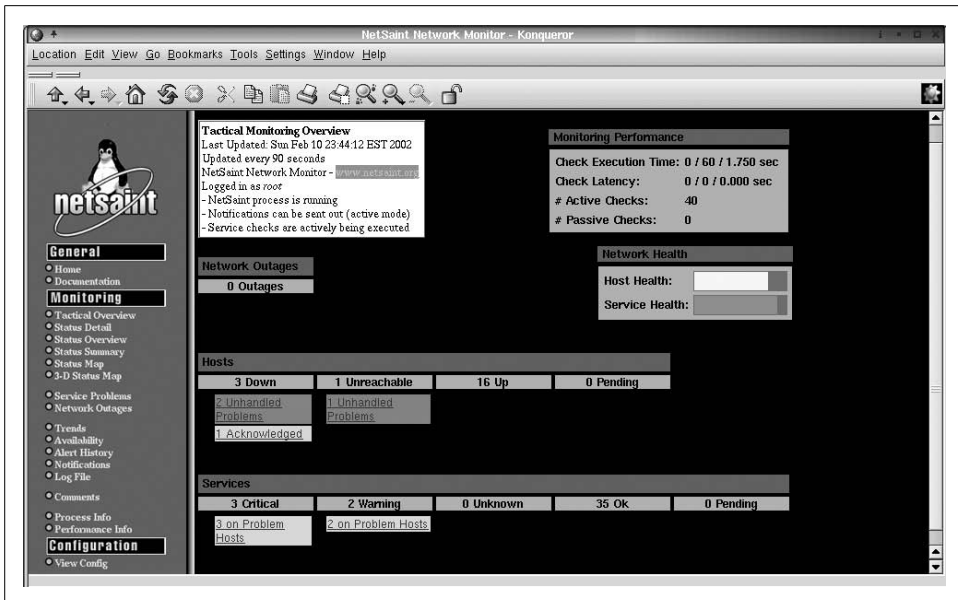 NetSaint Network Monitor - Konqueror
Location Edit View Go Bookmarks Tools Settings Window Help
netsaint
General
Home
Documentation
Monitoring
Tactical Overview
Status Detail
Status Overview
Status Summary
Status Map
3-D Status Map
Service Problems
Network Outages
Trends
Availability
Alert History
Notifications
Log File
Comments
Process Info
Performance Info
Configuration
View Config
Tactical Monitoring Overview
Last Updated: Sun Feb 10 23:44:12 EST 2002
Updated every 90 seconds
NetSaint Network Monitor - www.netsaint.org
Logged in as root
- NetSaint process is running
- Notifications can be sent out (active mode)
- Service checks are actively being executed
Monitoring Performance
Check Execution Time: 0 / 60 / 1.750 sec
Check Latency: 0 / 0 / 0.000 sec
# Active Checks: 40
# Passive Checks: 0
Network Outages
0 Outages
Network Health
Host Health:
Service Health:
Hosts
3 Down 1 Unreachable 16 Up 0 Pending
2 Unhandled Problems 1 Unhandled Problems
1 Acknowledged
Services
3 Critical 2 Warning 0 Unknown 35 Ok 0 Pending
3 on Problem Hosts 2 on Problem Hosts